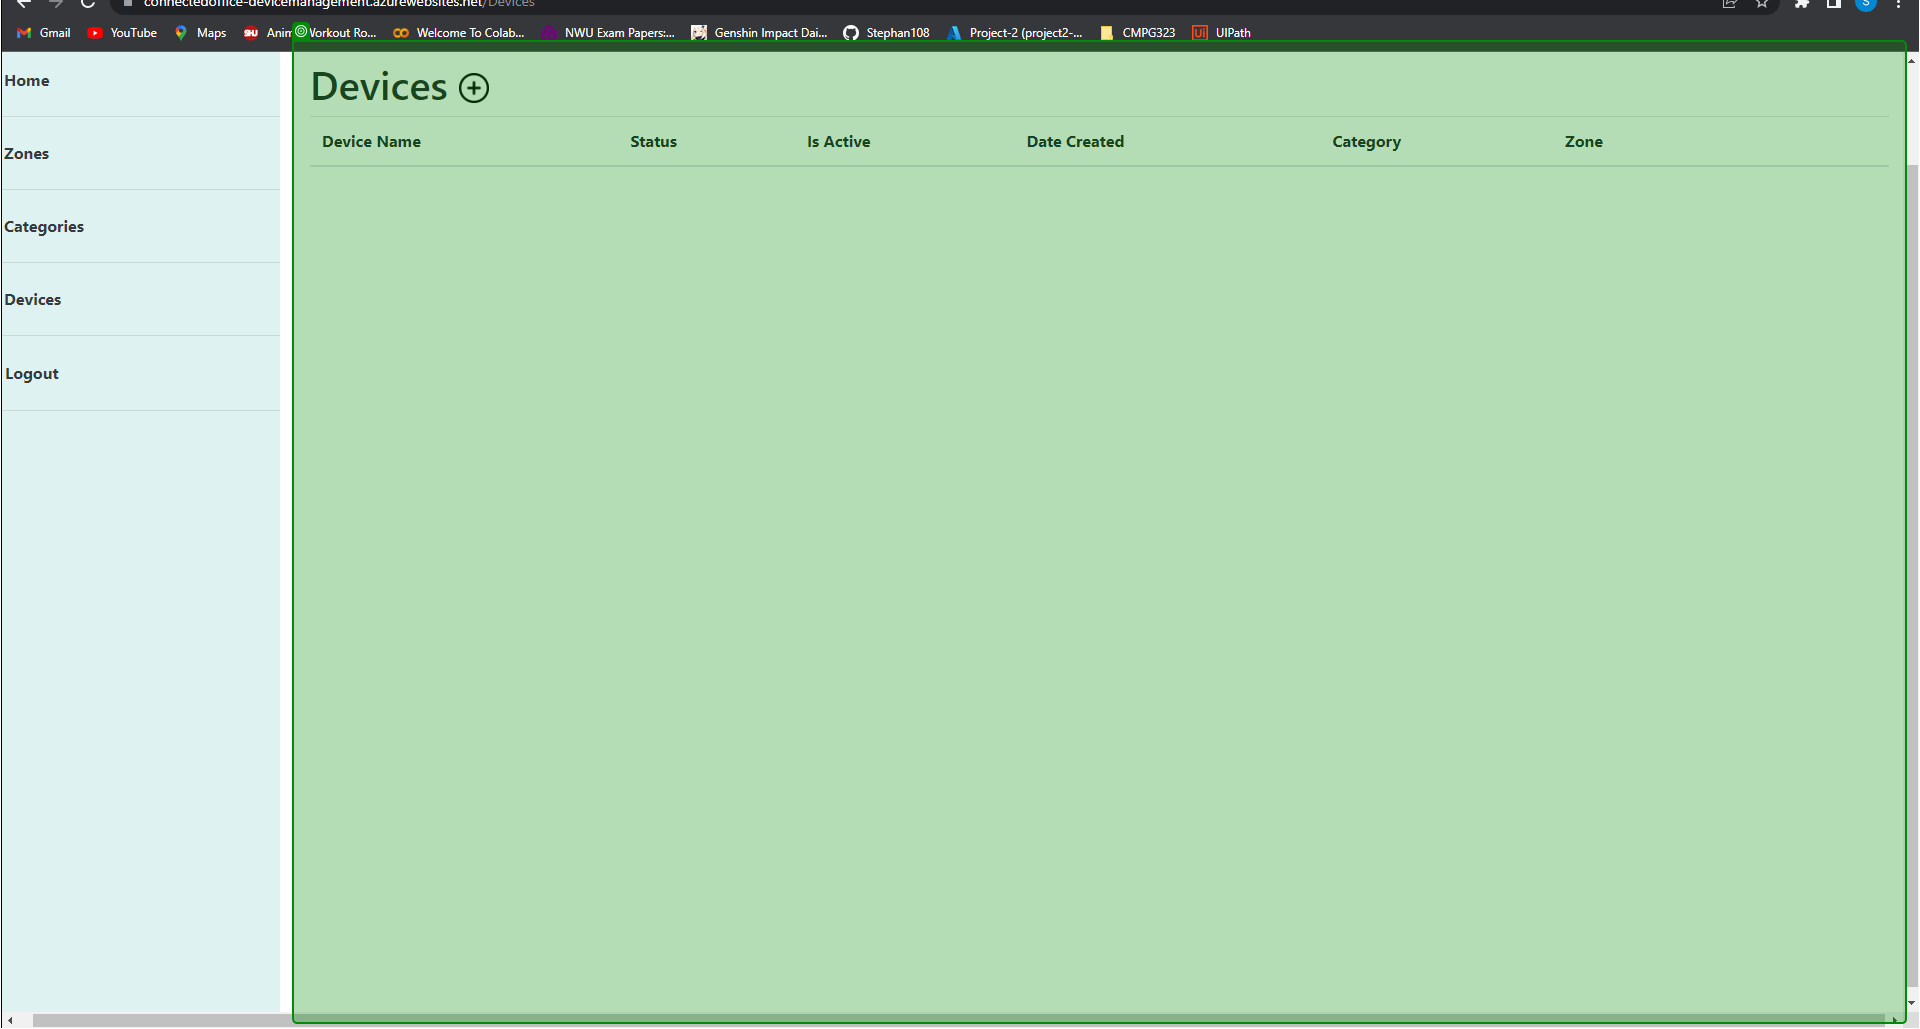 connectedoffice-devicemanagement.azurewebsites.net/Devices
Gmail YouTube Maps Anim Workout Ro... Welcome To Colab... NWU Exam Papers:... Genshin Impact Dai... Stephan108 Project-2 (project2-... CMPG323 UiPath
Home
Zones
Categories
Devices
Logout
Devices
Device Name Status Is Active Date Created Category Zone